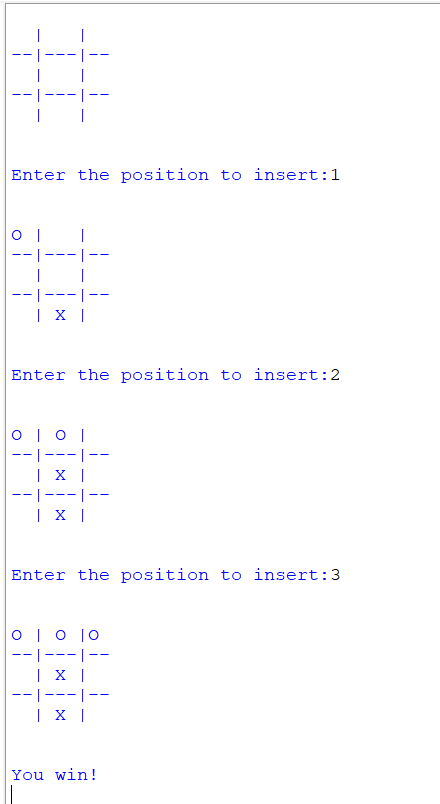 |   |
--|---|--
  |   |
--|---|--
  |   |
Enter the position to insert:1
O |   |
--|---|--
  |   |
--|---|--
  | X |
Enter the position to insert:2
O | O |
--|---|--
  | X |
--|---|--
  | X |
Enter the position to insert:3
O | O |O
--|---|--
  | X |
--|---|--
  | X |
You win!